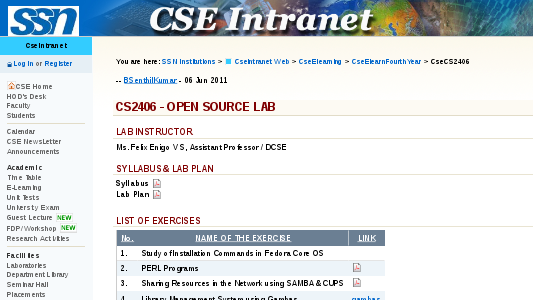 SSN
CSE Intranet
CseIntranet
Log In or Register
CSE Home
HOD's Desk
Faculty
Students
Calendar
CSE NewsLetter
Announcements
Academic
Time Table
E-Learning
Unit Tests
University Exam
Guest Lecture NEW
FDP/Workshop NEW
Research Activities
Facilities
Laboratories
Department Library
Seminar Hall
Placements
You are here: SSN Institutions > CseIntranet Web > CseElearning > CseElearnFourthYear > CseCS2406
-- BSenthilKumar - 06 Jun 2011
CS2406 - OPEN SOURCE LAB
LAB INSTRUCTOR
Ms. Felix Enigo V S, Assistant Professor / DCSE
SYLLABUS & LAB PLAN
Syllabus
Lab Plan
LIST OF EXERCISES
No. NAME OF THE EXERCISE LINK
1. Study of Installation Commands in Fedora Core OS
2. PERL Programs
3. Sharing Resources in the Network using SAMBA & CUPS
4. Library Management System using Gambas gambas